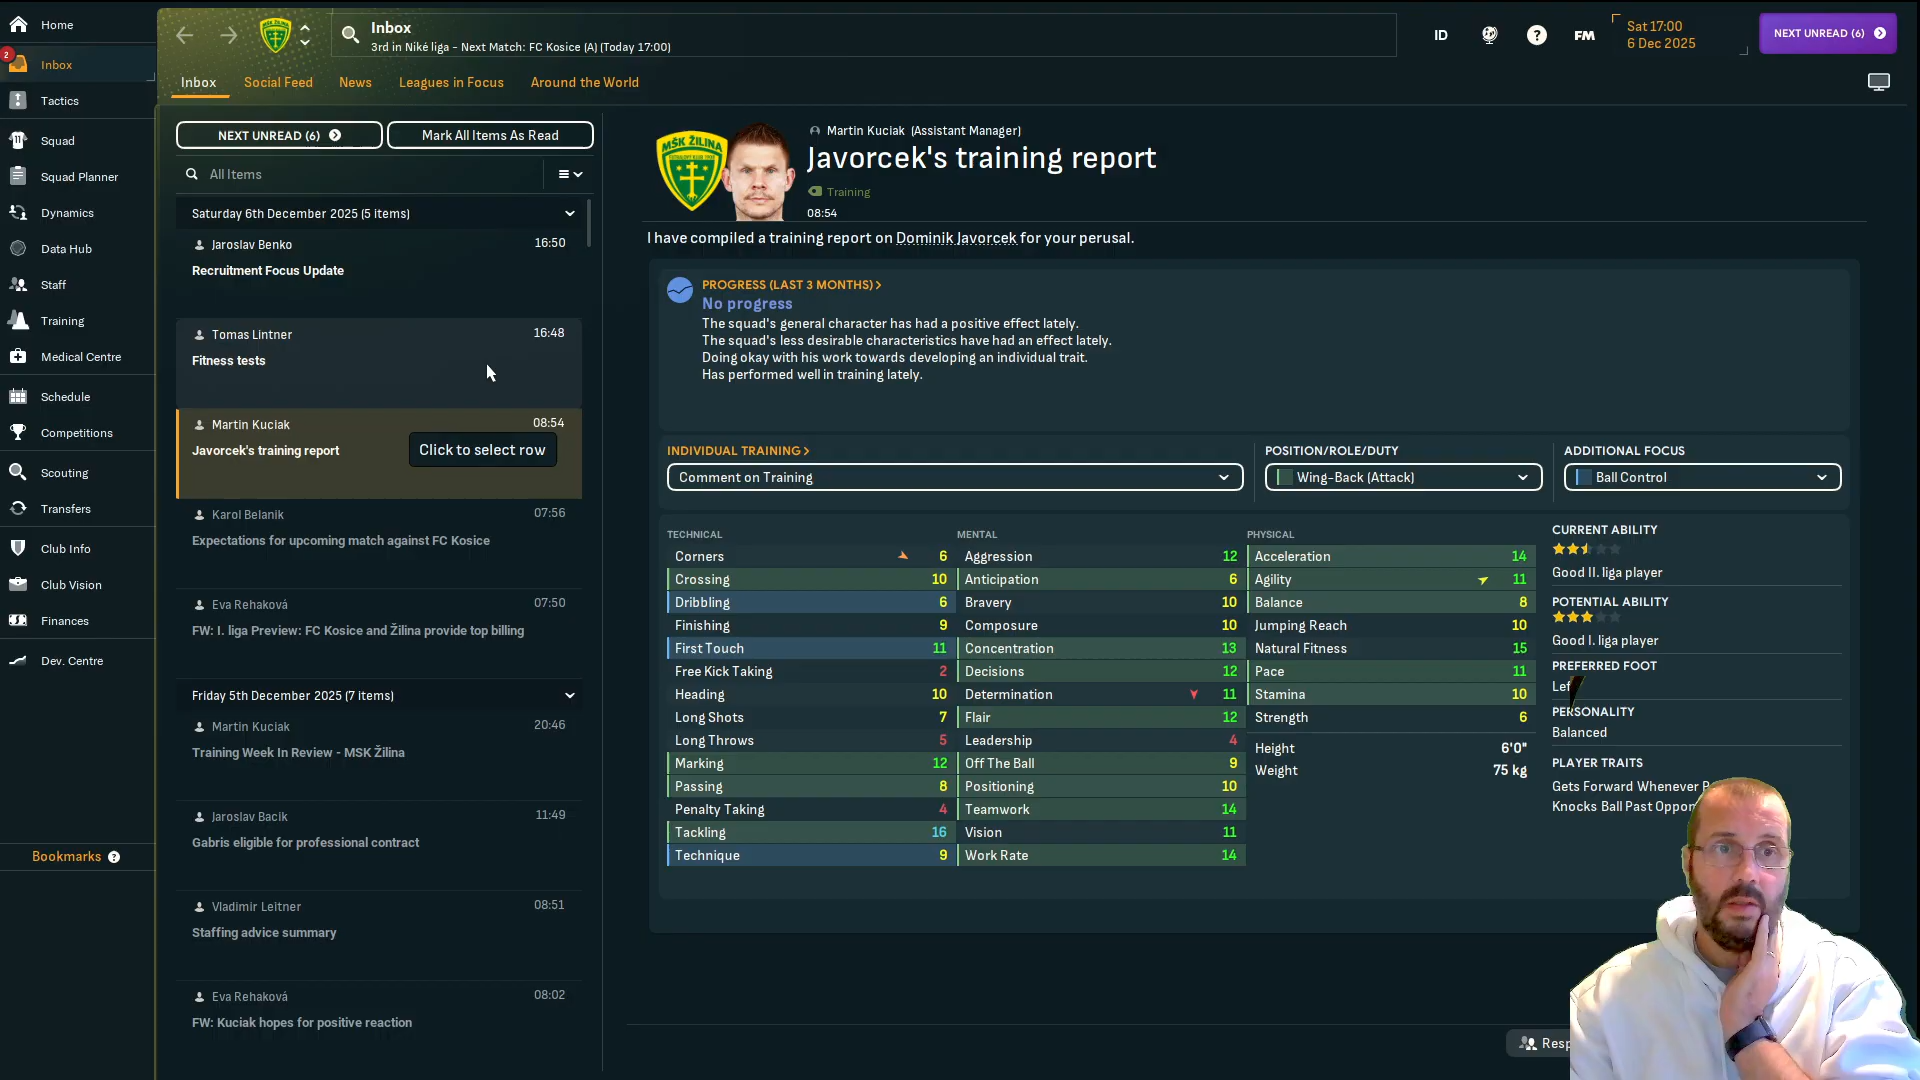 Home
Inbox
3rd in Niké liga - Next Match: FC Kosice (A) (Today 17:00)
ID
?
FM
Sat 17:00
6 Dec 2025
NEXT UNREAD (6)
2
Inbox
Tactics
Squad
Squad Planner
Dynamics
Data Hub
Staff
Training
Medical Centre
Schedule
Competitions
Scouting
Transfers
Club Info
Club Vision
Finances
Dev. Centre
Bookmarks ?
Inbox Social Feed News Leagues in Focus Around the World
NEXT UNREAD (6)
Mark All Items As Read
All Items
Saturday 6th December 2025 (5 items)
Jaroslav Benko 16:50
Recruitment Focus Update
Tomas Lintner 16:48
Fitness tests
Martin Kuciak 08:54
Javorcek's training report
Click to select row
Karol Belanik 07:56
Expectations for upcoming match against FC Kosice
Eva Rehaková 07:50
FW: I. liga Preview: FC Kosice and Žilina provide top billing
Friday 5th December 2025 (7 items)
Martin Kuciak 20:46
Training Week In Review - MSK Žilina
Jaroslav Bacik 11:49
Gabris eligible for professional contract
Vladimir Leitner 08:51
Staffing advice summary
Eva Rehaková 08:02
FW: Kuciak hopes for positive reaction
MŠK ŽILINA
Martin Kuciak (Assistant Manager)
Javorcek's training report
Training
08:54
I have compiled a training report on Dominik Javorcek for your perusal.
PROGRESS (LAST 3 MONTHS) >
No progress
The squad's general character has had a positive effect lately.
The squad's less desirable characteristics have had an effect lately.
Doing okay with his work towards developing an individual trait.
Has performed well in training lately.
INDIVIDUAL TRAINING >
Comment on Training
POSITION/ROLE/DUTY
Wing-Back (Attack)
ADDITIONAL FOCUS
Ball Control
TECHNICAL
Corners 6
Crossing 10
Dribbling 6
Finishing 9
First Touch 11
Free Kick Taking 2
Heading 10
Long Shots 7
Long Throws 5
Marking 12
Passing 8
Penalty Taking 4
Tackling 16
Technique 9
MENTAL
Aggression 12
Anticipation 6
Bravery 10
Composure 10
Concentration 13
Decisions 12
Determination 11
Flair 12
Leadership 4
Off The Ball 9
Positioning 10
Teamwork 14
Vision 11
Work Rate 14
PHYSICAL
Acceleration 14
Agility 11
Balance 8
Jumping Reach 10
Natural Fitness 15
Pace 11
Stamina 10
Strength 6
Height 6'0"
Weight 75 kg
CURRENT ABILITY
Good II. liga player
POTENTIAL ABILITY
Good I. liga player
PREFERRED FOOT
Lef
PERSONALITY
Balanced
PLAYER TRAITS
Gets Forward Whenever P
Knocks Ball Past Oppon
Resp